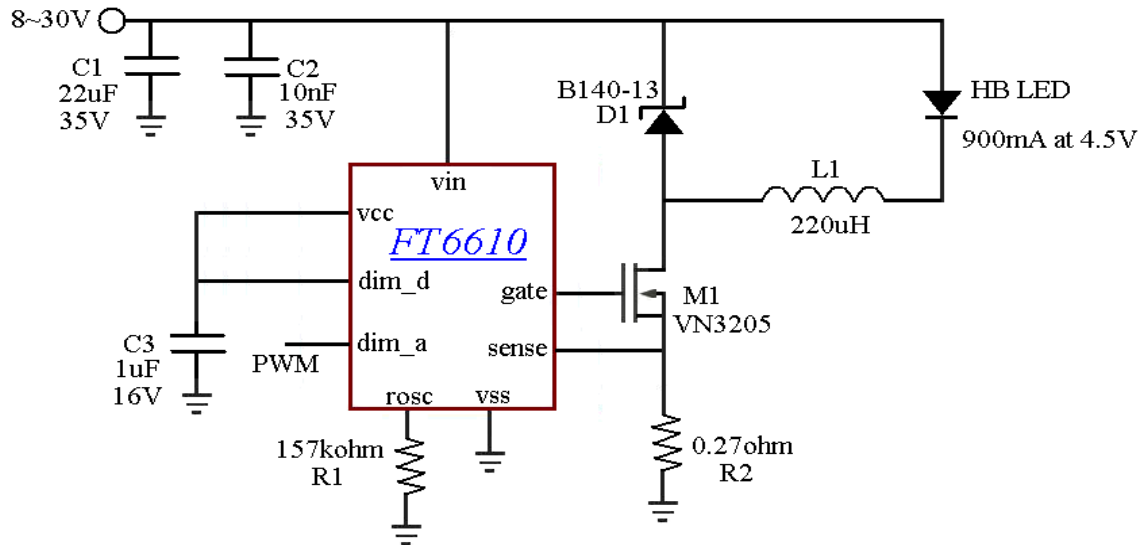 8~30V
C1
22uF
35V
C2
10nF
35V
B140-13
D1
HB LED
900mA at 4.5V
L1
220uH
vin
vcc
FT6610
dim_d
gate
M1
VN3205
C3
1uF
16V
PWM
dim_a
sense
rosc
vss
157kohm
R1
0.27ohm
R2